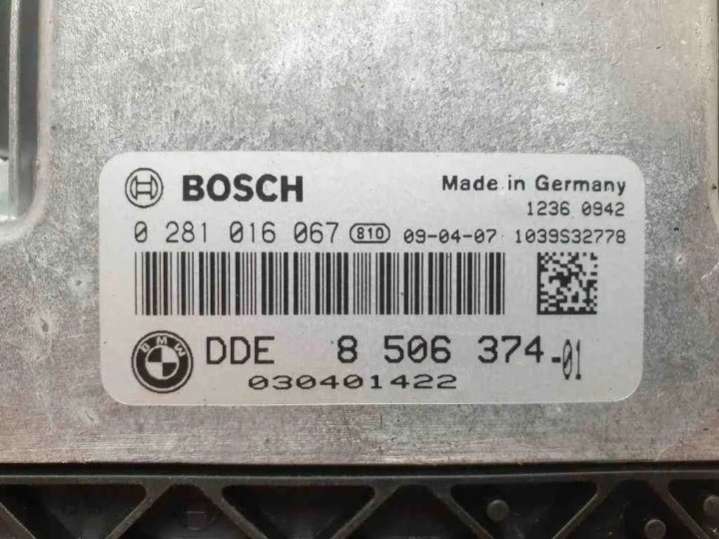 BOSCH
Made in Germany
1236 0942
0 281 016 067 810 09-04-07 1039S32778
BMW
DDE 8 506 374-01
030401422